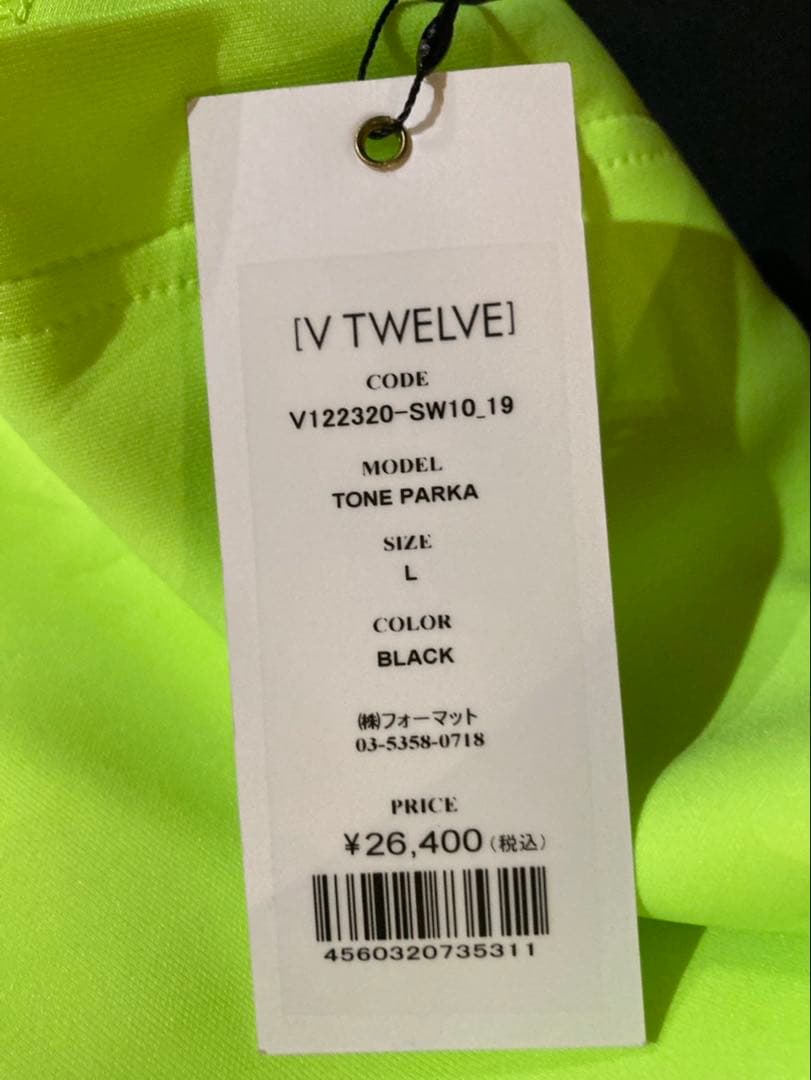 [V TWELVE]
CODE
V122320-SW10_19
MODEL
TONE PARKA
SIZE
L
COLOR
BLACK
㈱フォーマット
03-5358-0718
PRICE
¥26,400(税込)
4560320735311